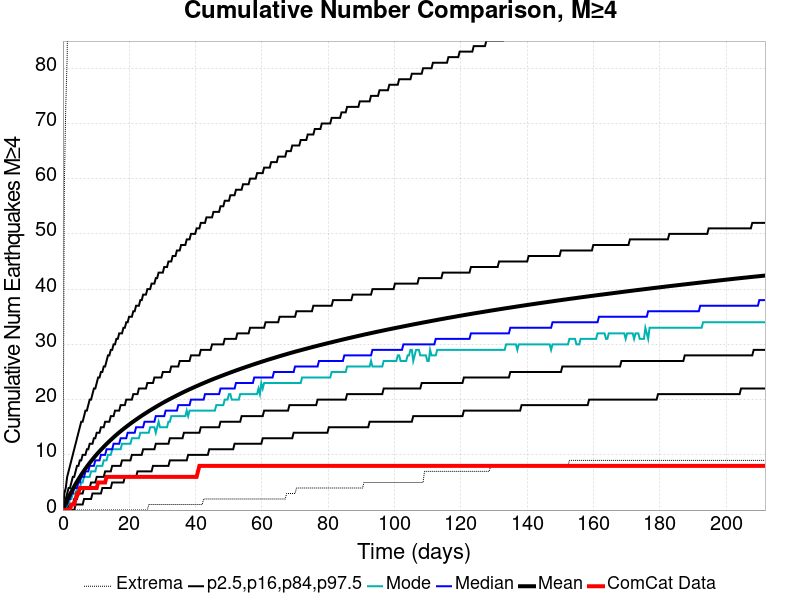 Cumulative Number Comparison, M≥4
Cumulative Num Earthquakes M≥4
80
70
60
50
40
30
20
10
0
0 20 40 60 80 100 120 140 160 180 200
Time (days)
Extrema p2.5,p16,p84,p97.5 Mode Median Mean ComCat Data